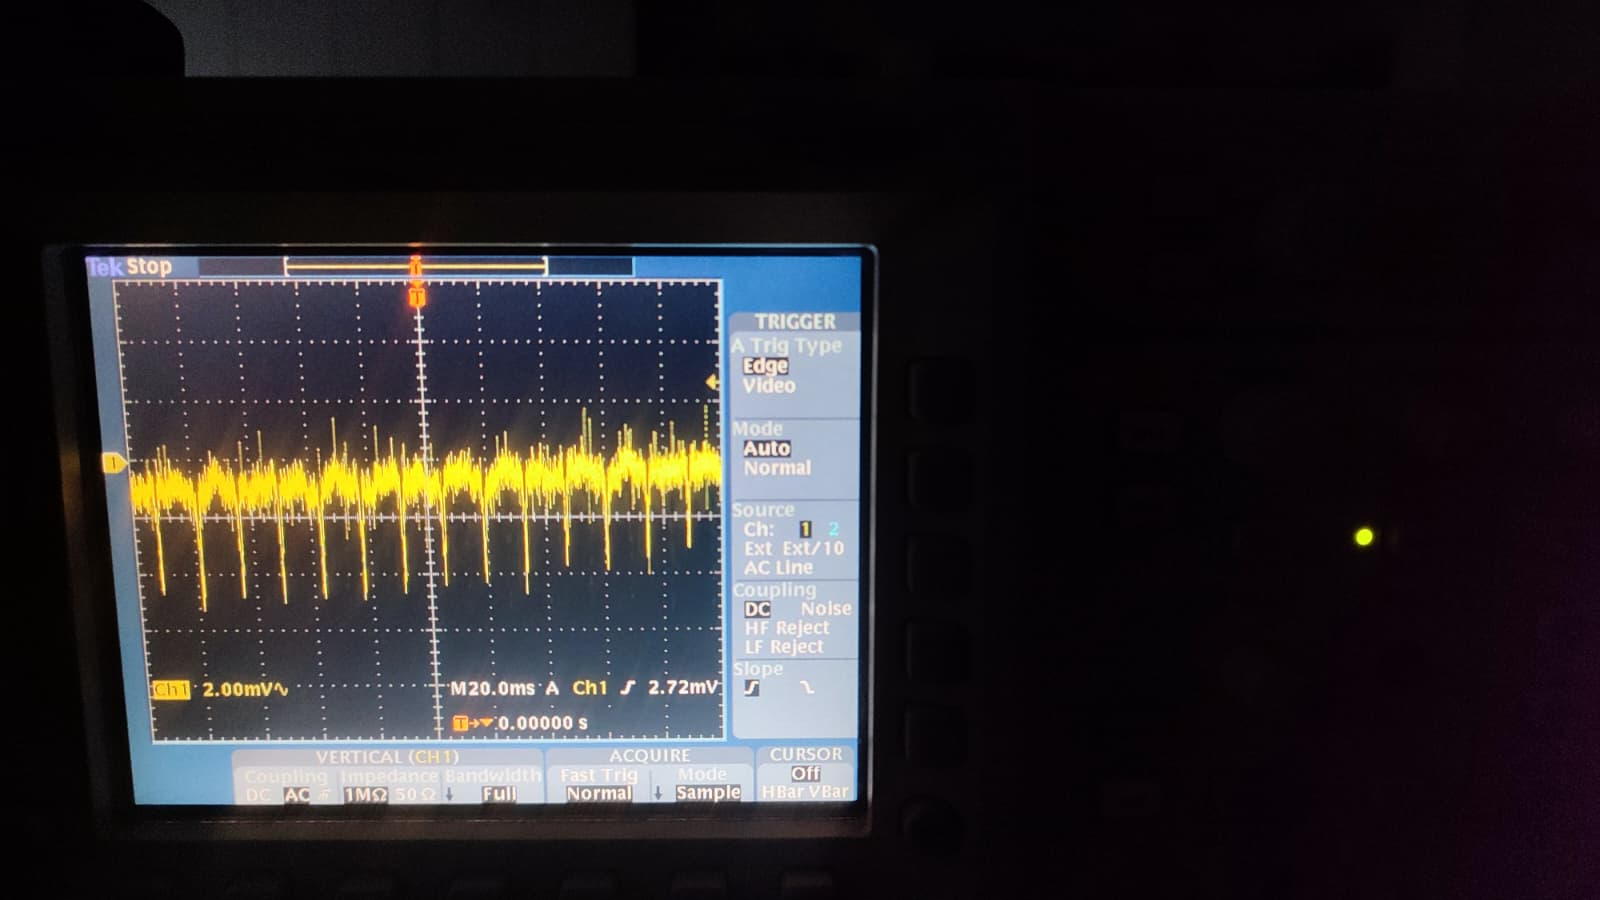 Tek Stop
T
T
1
TRIGGER
A Trig Type
Edge
Video
Mode
Auto
Normal
Source
Ch: 1 2
Ext Ext/10
AC Line
Coupling
DC Noise
HF Reject
LF Reject
Slope
Ch1 2.00mV∿ M20.0ms A Ch1 ʃ 2.72mV
T→▾ 0.00000 s
VERTICAL (CH1) ACQUIRE CURSOR
Coupling Impedance Bandwidth Fast Trig Mode Off
DC AC 1MΩ 50Ω ↓ Full Normal ↓ Sample HBar VBar